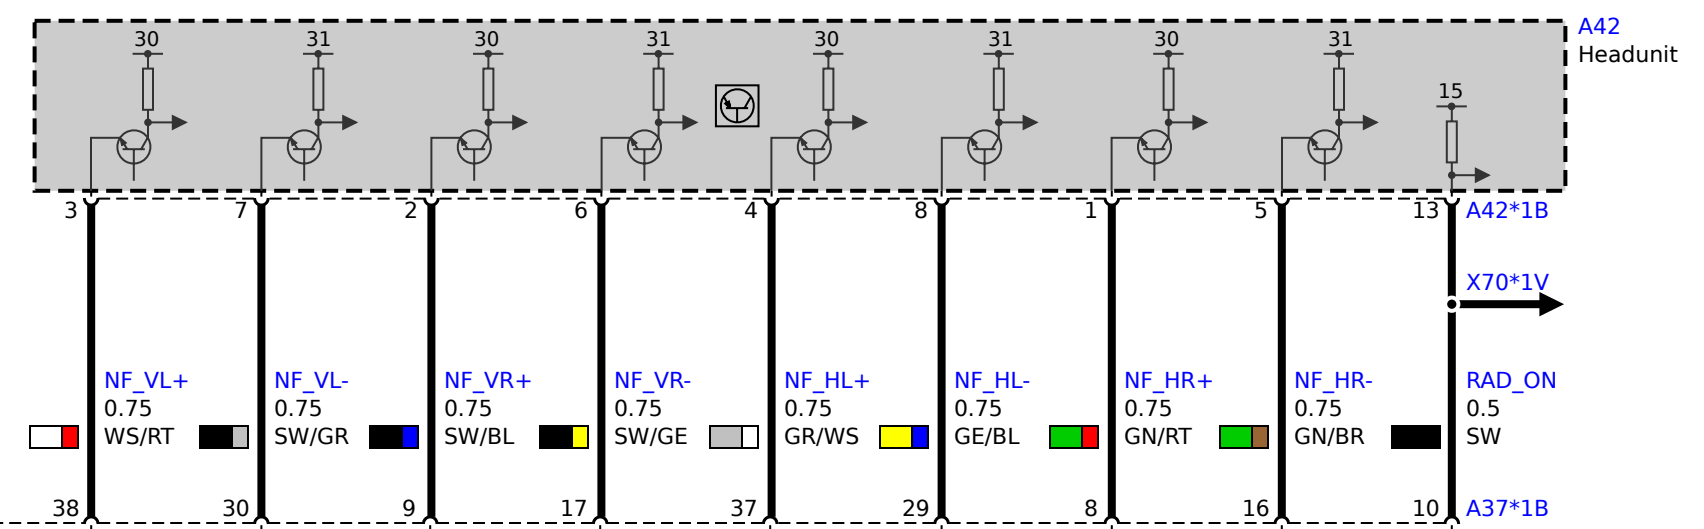 A42
Headunit
30 31 30 31 30 31 30 31
15
3 7 2 6 4 8 1 5 13 A42*1B
X70*1V
NF_VL+ NF_VL- NF_VR+ NF_VR- NF_HL+ NF_HL- NF_HR+ NF_HR- RAD_ON
0.75 0.75 0.75 0.75 0.75 0.75 0.75 0.75 0.5
WS/RT SW/GR SW/BL SW/GE GR/WS GE/BL GN/RT GN/BR SW
38 30 9 17 37 29 8 16 10 A37*1B